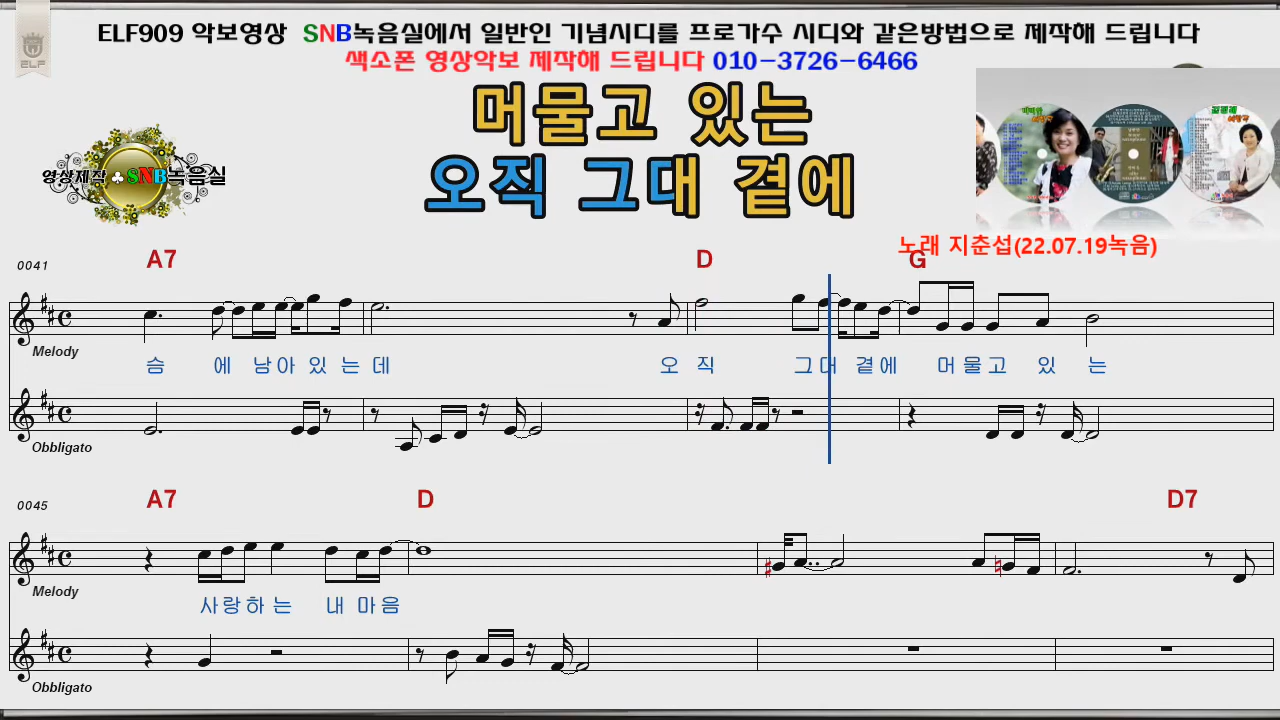 ELF909 악보영상 SNB녹음실에서 일반인 기념시디를 프로가수 시디와 같은방법으로 제작해 드립니다
색소폰 영상악보 제작해 드립니다 010-3726-6466
ELF
머물고 있는
오직 그대 곁에
영상제작 ♣ SNB녹음실
노래 지춘섭(22.07.19녹음)
0041 A7 D G
Melody
승 에 남아 있 는 데 오 직 그대 곁에 머물고 있 는
Obbligato
0045 A7 D D7
Melody
사랑하는 내 마음
Obbligato